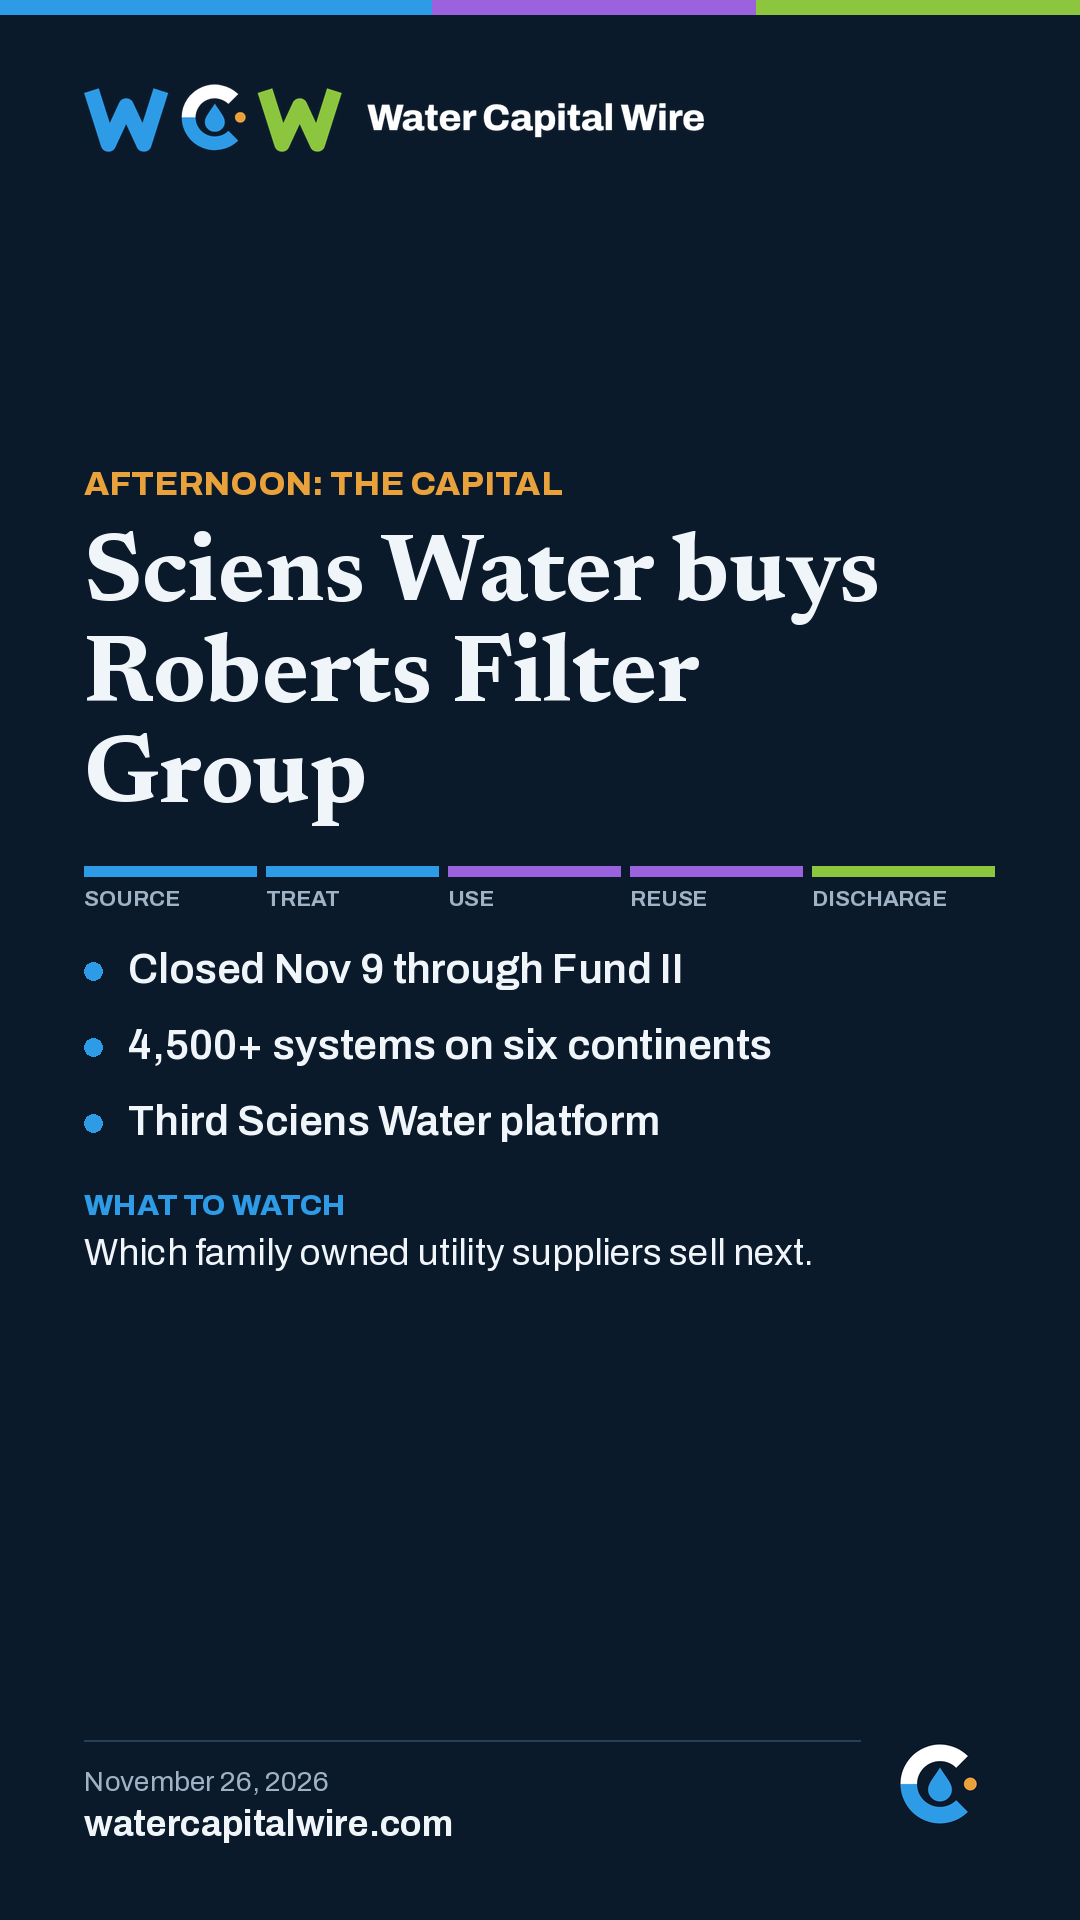 WCW Water Capital Wire
AFTERNOON: THE CAPITAL
Sciens Water buys
Roberts Filter
Group
SOURCE TREAT USE REUSE DISCHARGE
Closed Nov 9 through Fund II
4,500+ systems on six continents
Third Sciens Water platform
WHAT TO WATCH
Which family owned utility suppliers sell next.
November 26, 2026
watercapitalwire.com